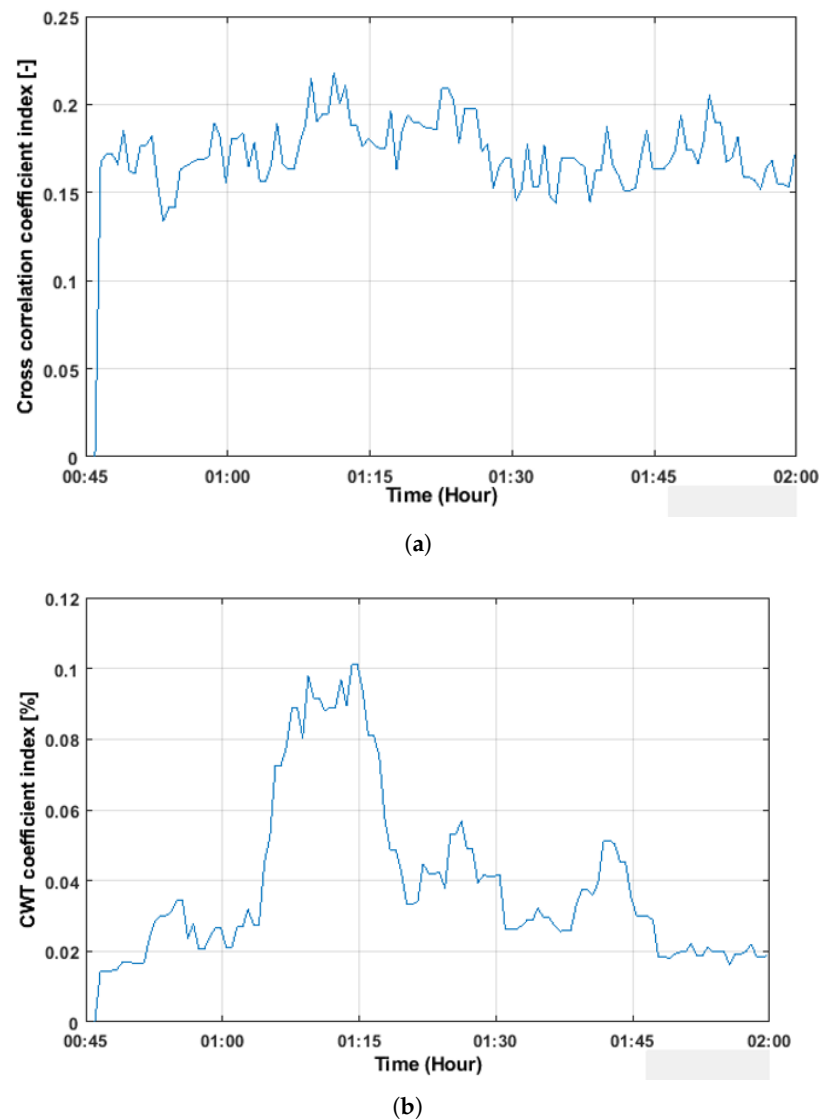 Cross correlation coefficient index [-]
0.25
0.2
0.15
0.1
0.05
0
00:45 01:00 01:15 01:30 01:45 02:00
Time (Hour)
(a)
CWT coefficient index [%]
0.12
0.1
0.08
0.06
0.04
0.02
0
00:45 01:00 01:15 01:30 01:45 02:00
Time (Hour)
(b)